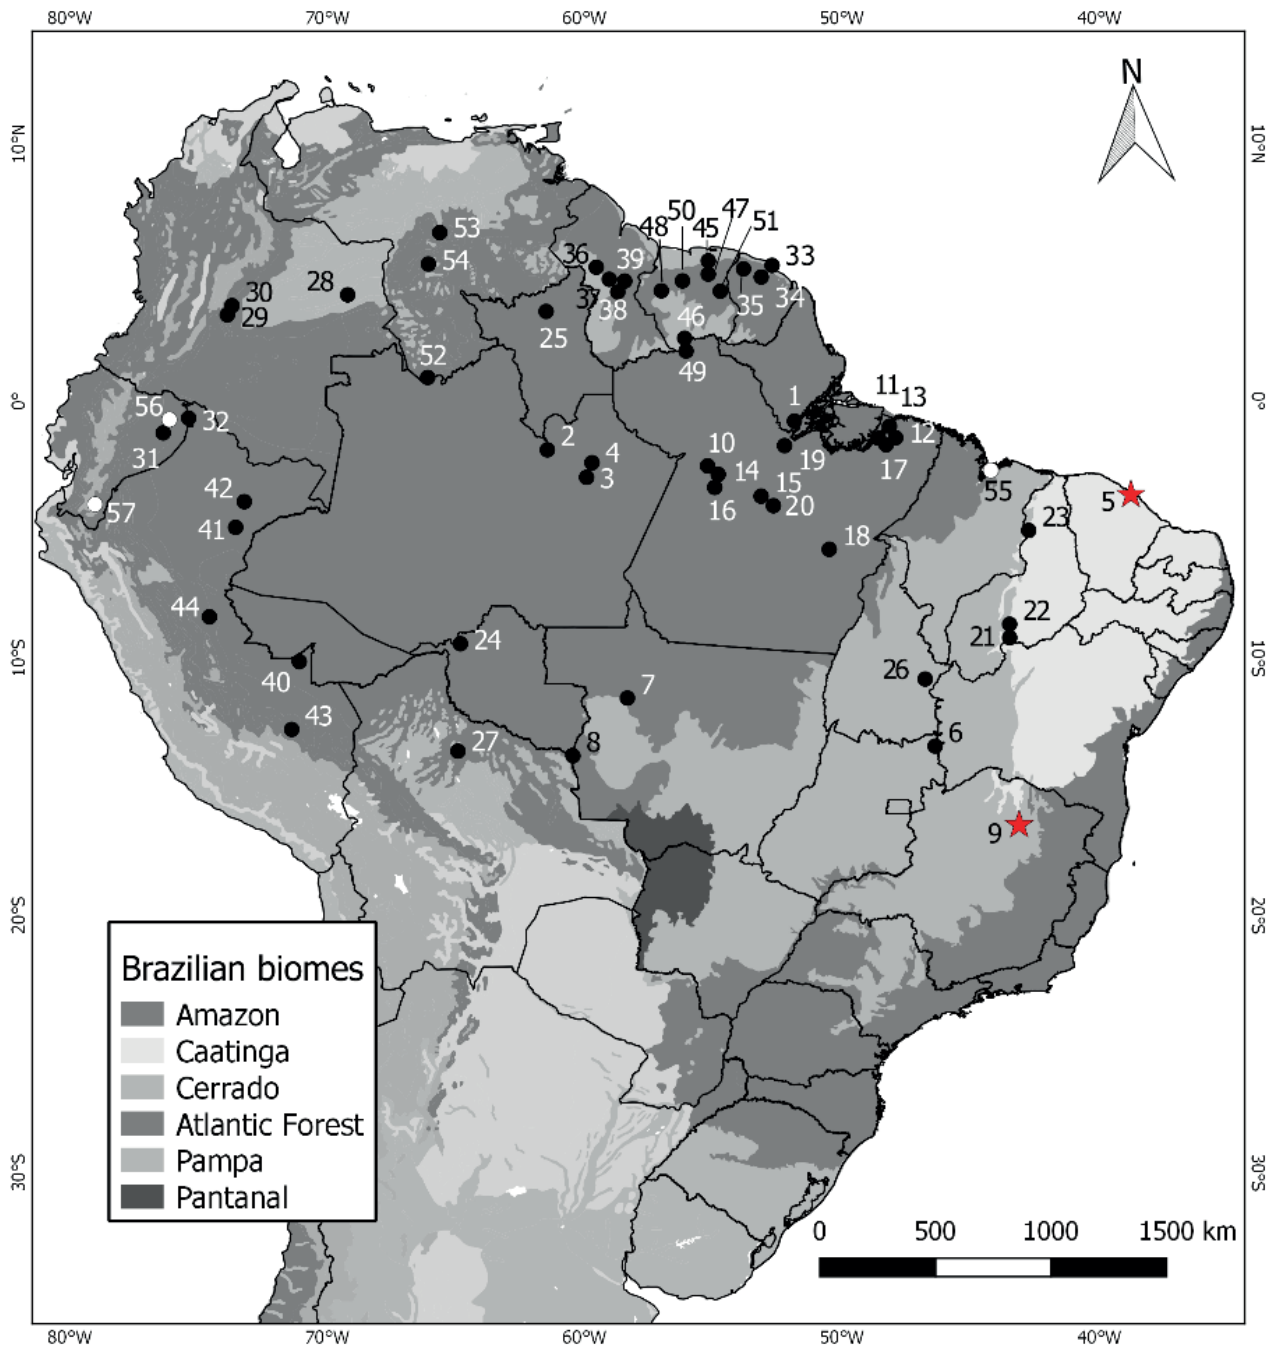 80°W 70°W 60°W 50°W 40°W
N
10°N 10°N
50 47
48 45 51
53
36 39 33
54
28
37
30
38 35 34
29
25 46
52
49
0° 0°
56 1 11 13
32
2 10 12
31 4 19 17
14
3 15 55
42 16 20 5
57
41 18 23
44 22
24 21
10°S 10°S
40 26
7
43
27 8 6
9
20°S 20°S
Brazilian biomes
Amazon
Caatinga
Cerrado
Atlantic Forest
Pampa
Pantanal
30°S 30°S
0 500 1000 1500 km
80°W 70°W 60°W 50°W 40°W